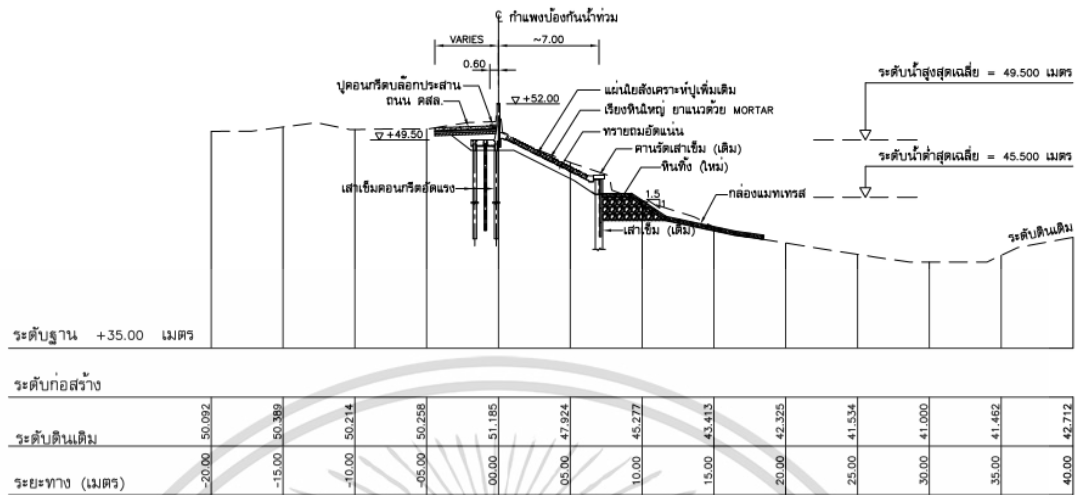 ℄ กำแพงป้องกันน้ำท่วม
VARIES
~7.00
0.60
ปูคอนกรีตบล๊อกประสาน
ถนน คสล.
+52.00
+49.50
แผ่นใยสังเคราะห์ปูเพิ่มเติม
เรียงหินใหญ่ ยาแนวด้วย MORTAR
ทรายถมอัดแน่น
คานรัดเสาเข็ม (เดิม)
หินทิ้ง (ใหม่)
1.5
1
กล่องแมทเทรส
เสาเข็มคอนกรีตอัดแรง
เสาเข็ม (เดิม)
ระดับน้ำสูงสุดเฉลี่ย = 49.500 เมตร
ระดับน้ำต่ำสุดเฉลี่ย = 45.500 เมตร
ระดับดินเดิม
ระดับฐาน +35.00 เมตร
ระดับก่อสร้าง
ระดับดินเดิม 50.092 50.389 50.214 50.258 51.185 47.924 45.277 43.413 42.325 41.534 41.000 41.462 42.712
ระยะทาง (เมตร) -20.00 -15.00 -10.00 -05.00 00.00 05.00 10.00 15.00 20.00 25.00 30.00 35.00 40.00